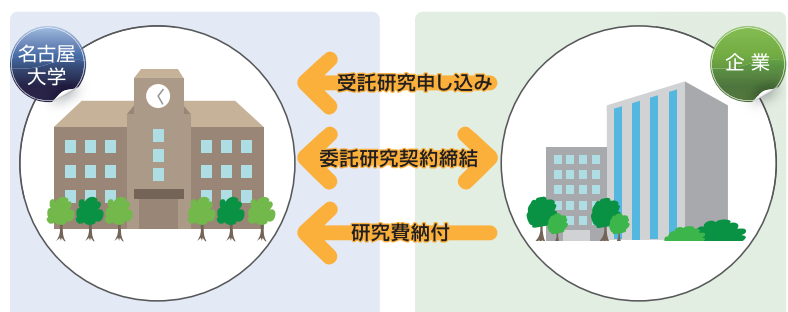 名古屋
大学
企業
受託研究申し込み
委託研究契約締結
研究費納付